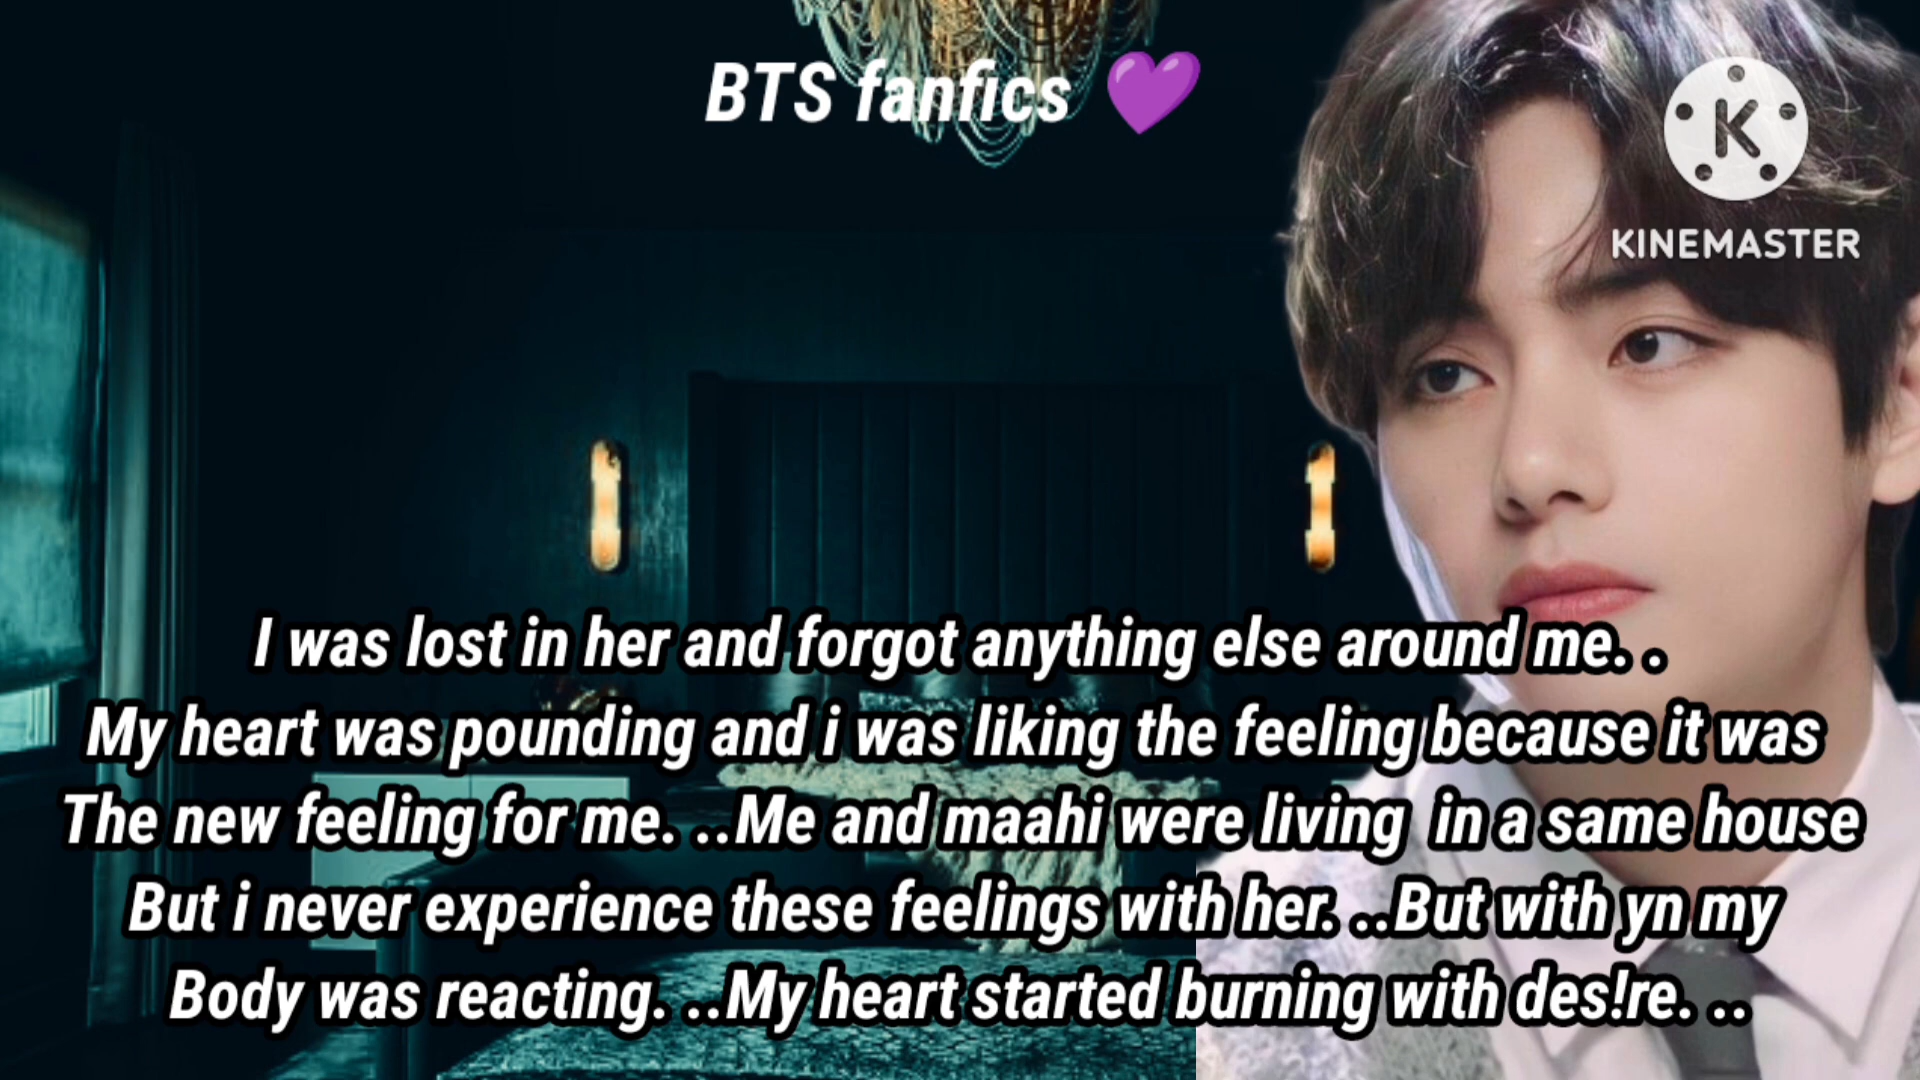 BTS fanfics 💜
K
KINEMASTER
I was lost in her and forgot anything else around me. .
My heart was pounding and i was liking the feeling because it was
The new feeling for me. ..Me and maahi were living in a same house
But i never experience these feelings with her. ..But with yn my
Body was reacting. ..My heart started burning with des!re. ..